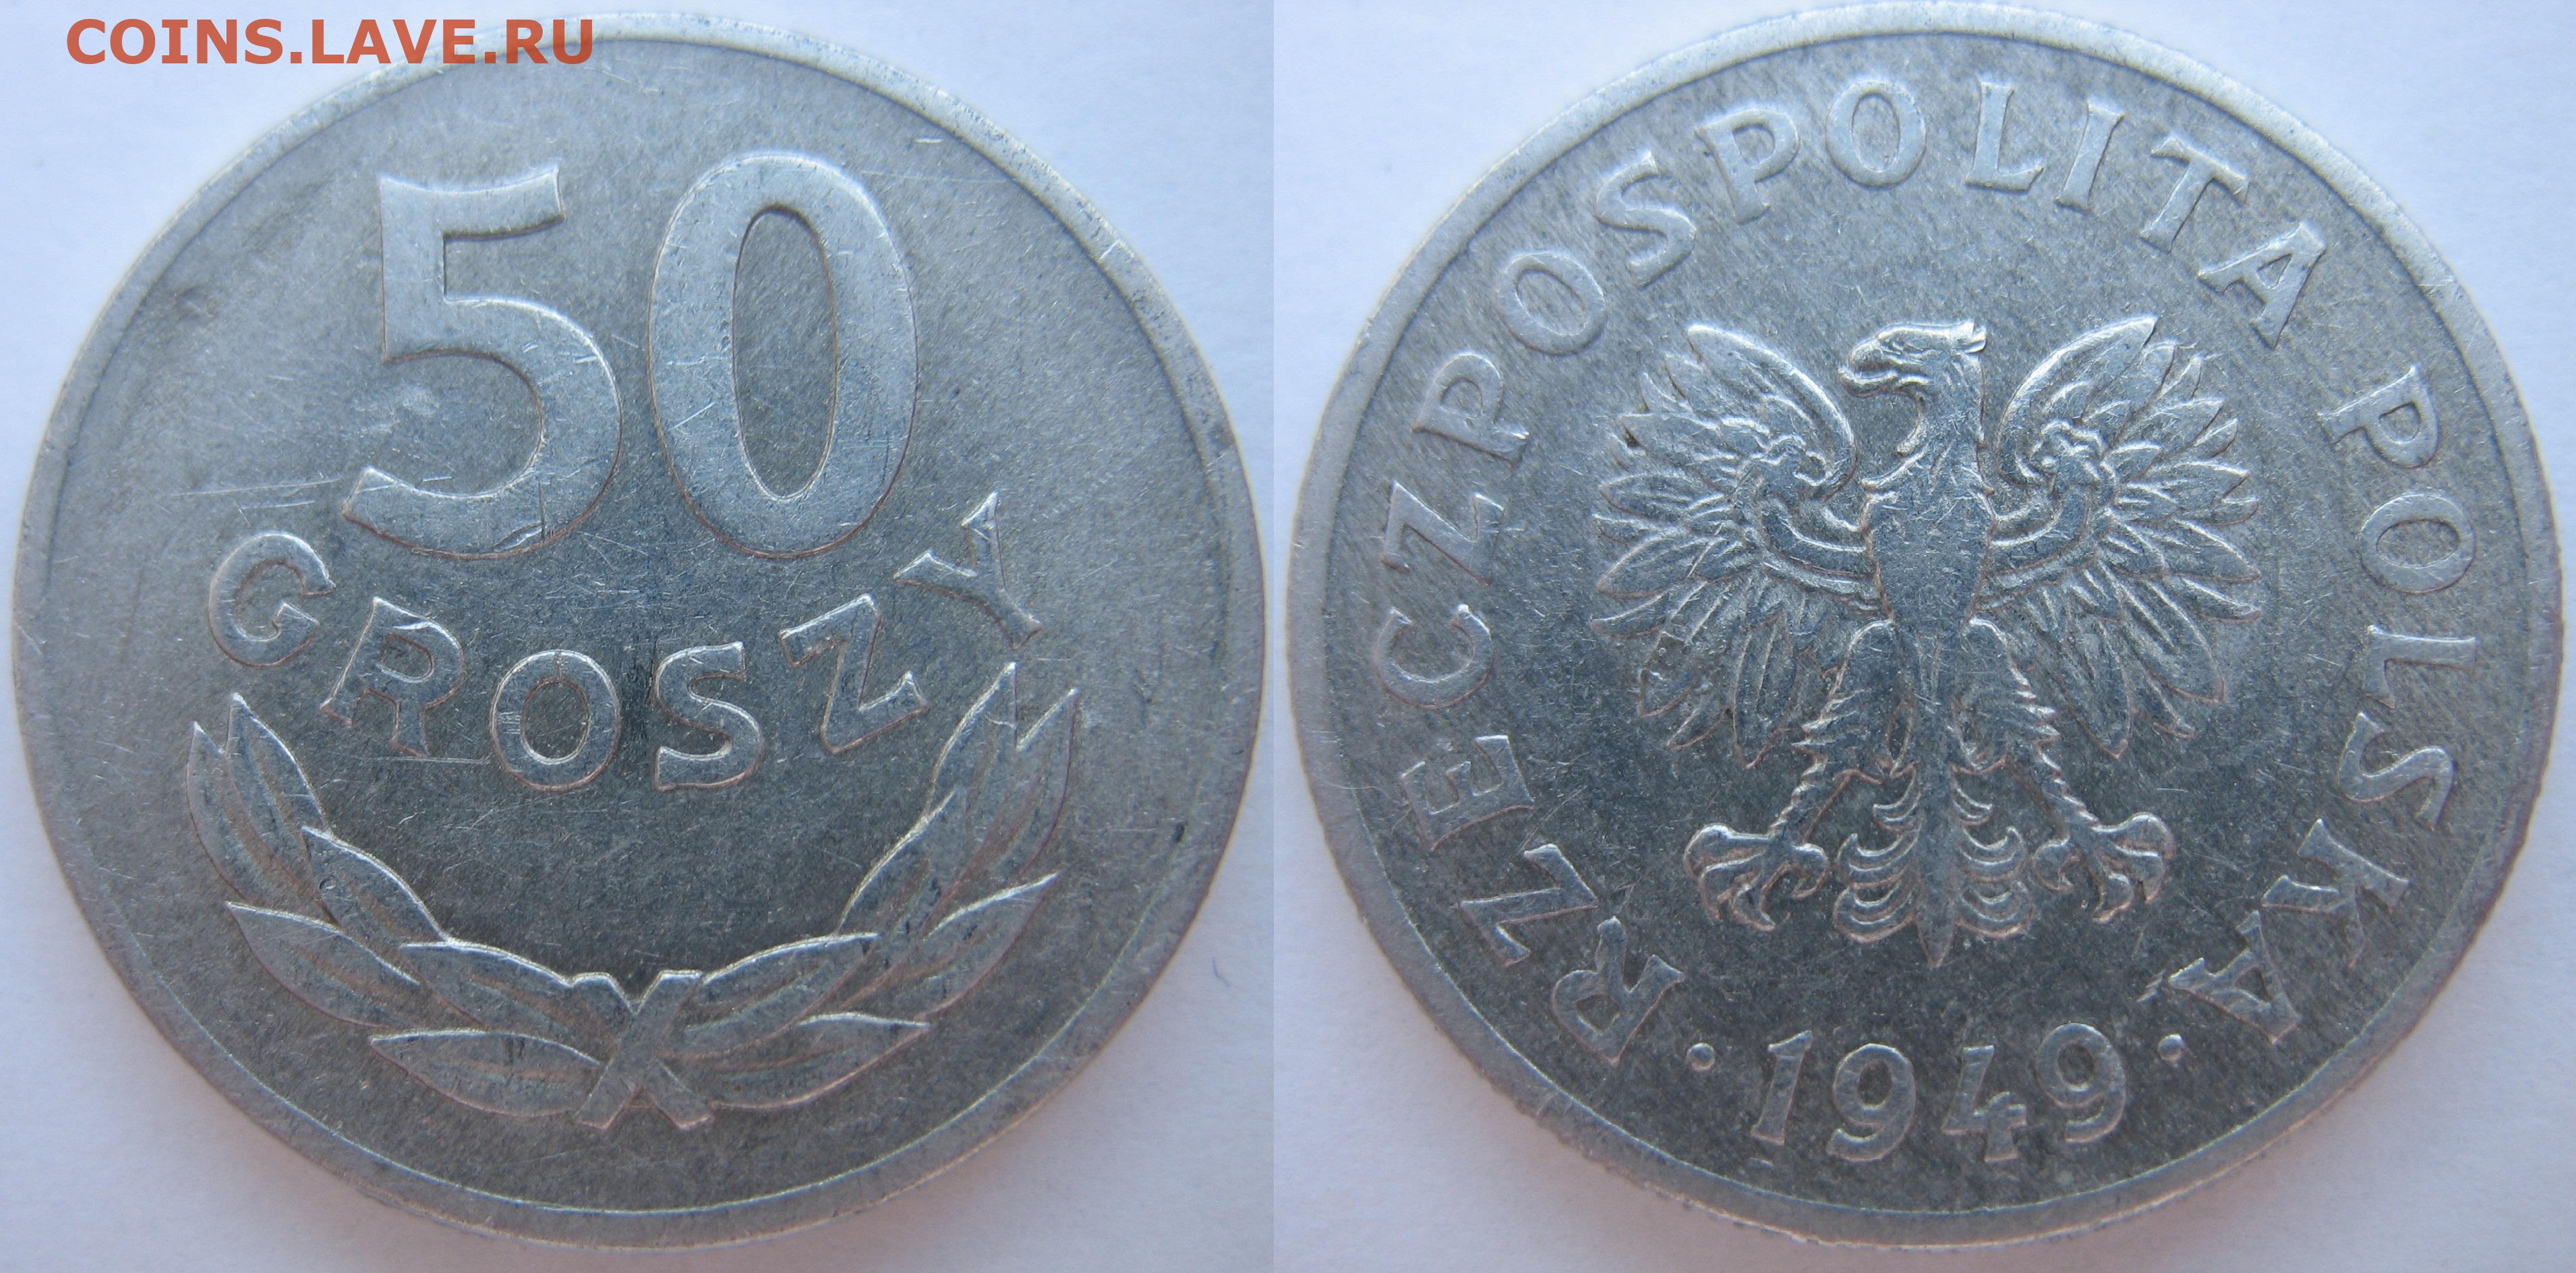 COINS.LAVE.RU
50
GROSZY
RZECZPOSPOLITA POLSKA
· 1949 ·